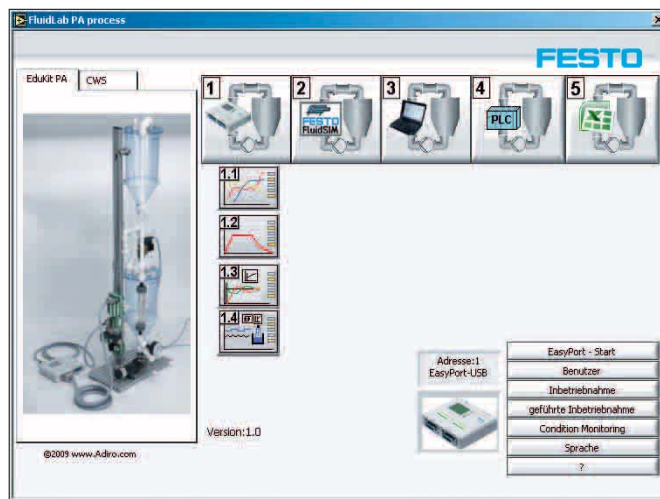 FluidLab PA process
FESTO
EduKit PA
CWS
1
2
3
4
5
FESTO
FluidSIM
PLC
1.1
1.2
1.3
1.4
Adresse:1
EasyPort-USB
EasyPort - Start
Benutzer
Inbetriebnahme
geführte Inbetriebnahme
Condition Monitoring
Sprache
?
Version:1.0
©2009 www.Adiro.com